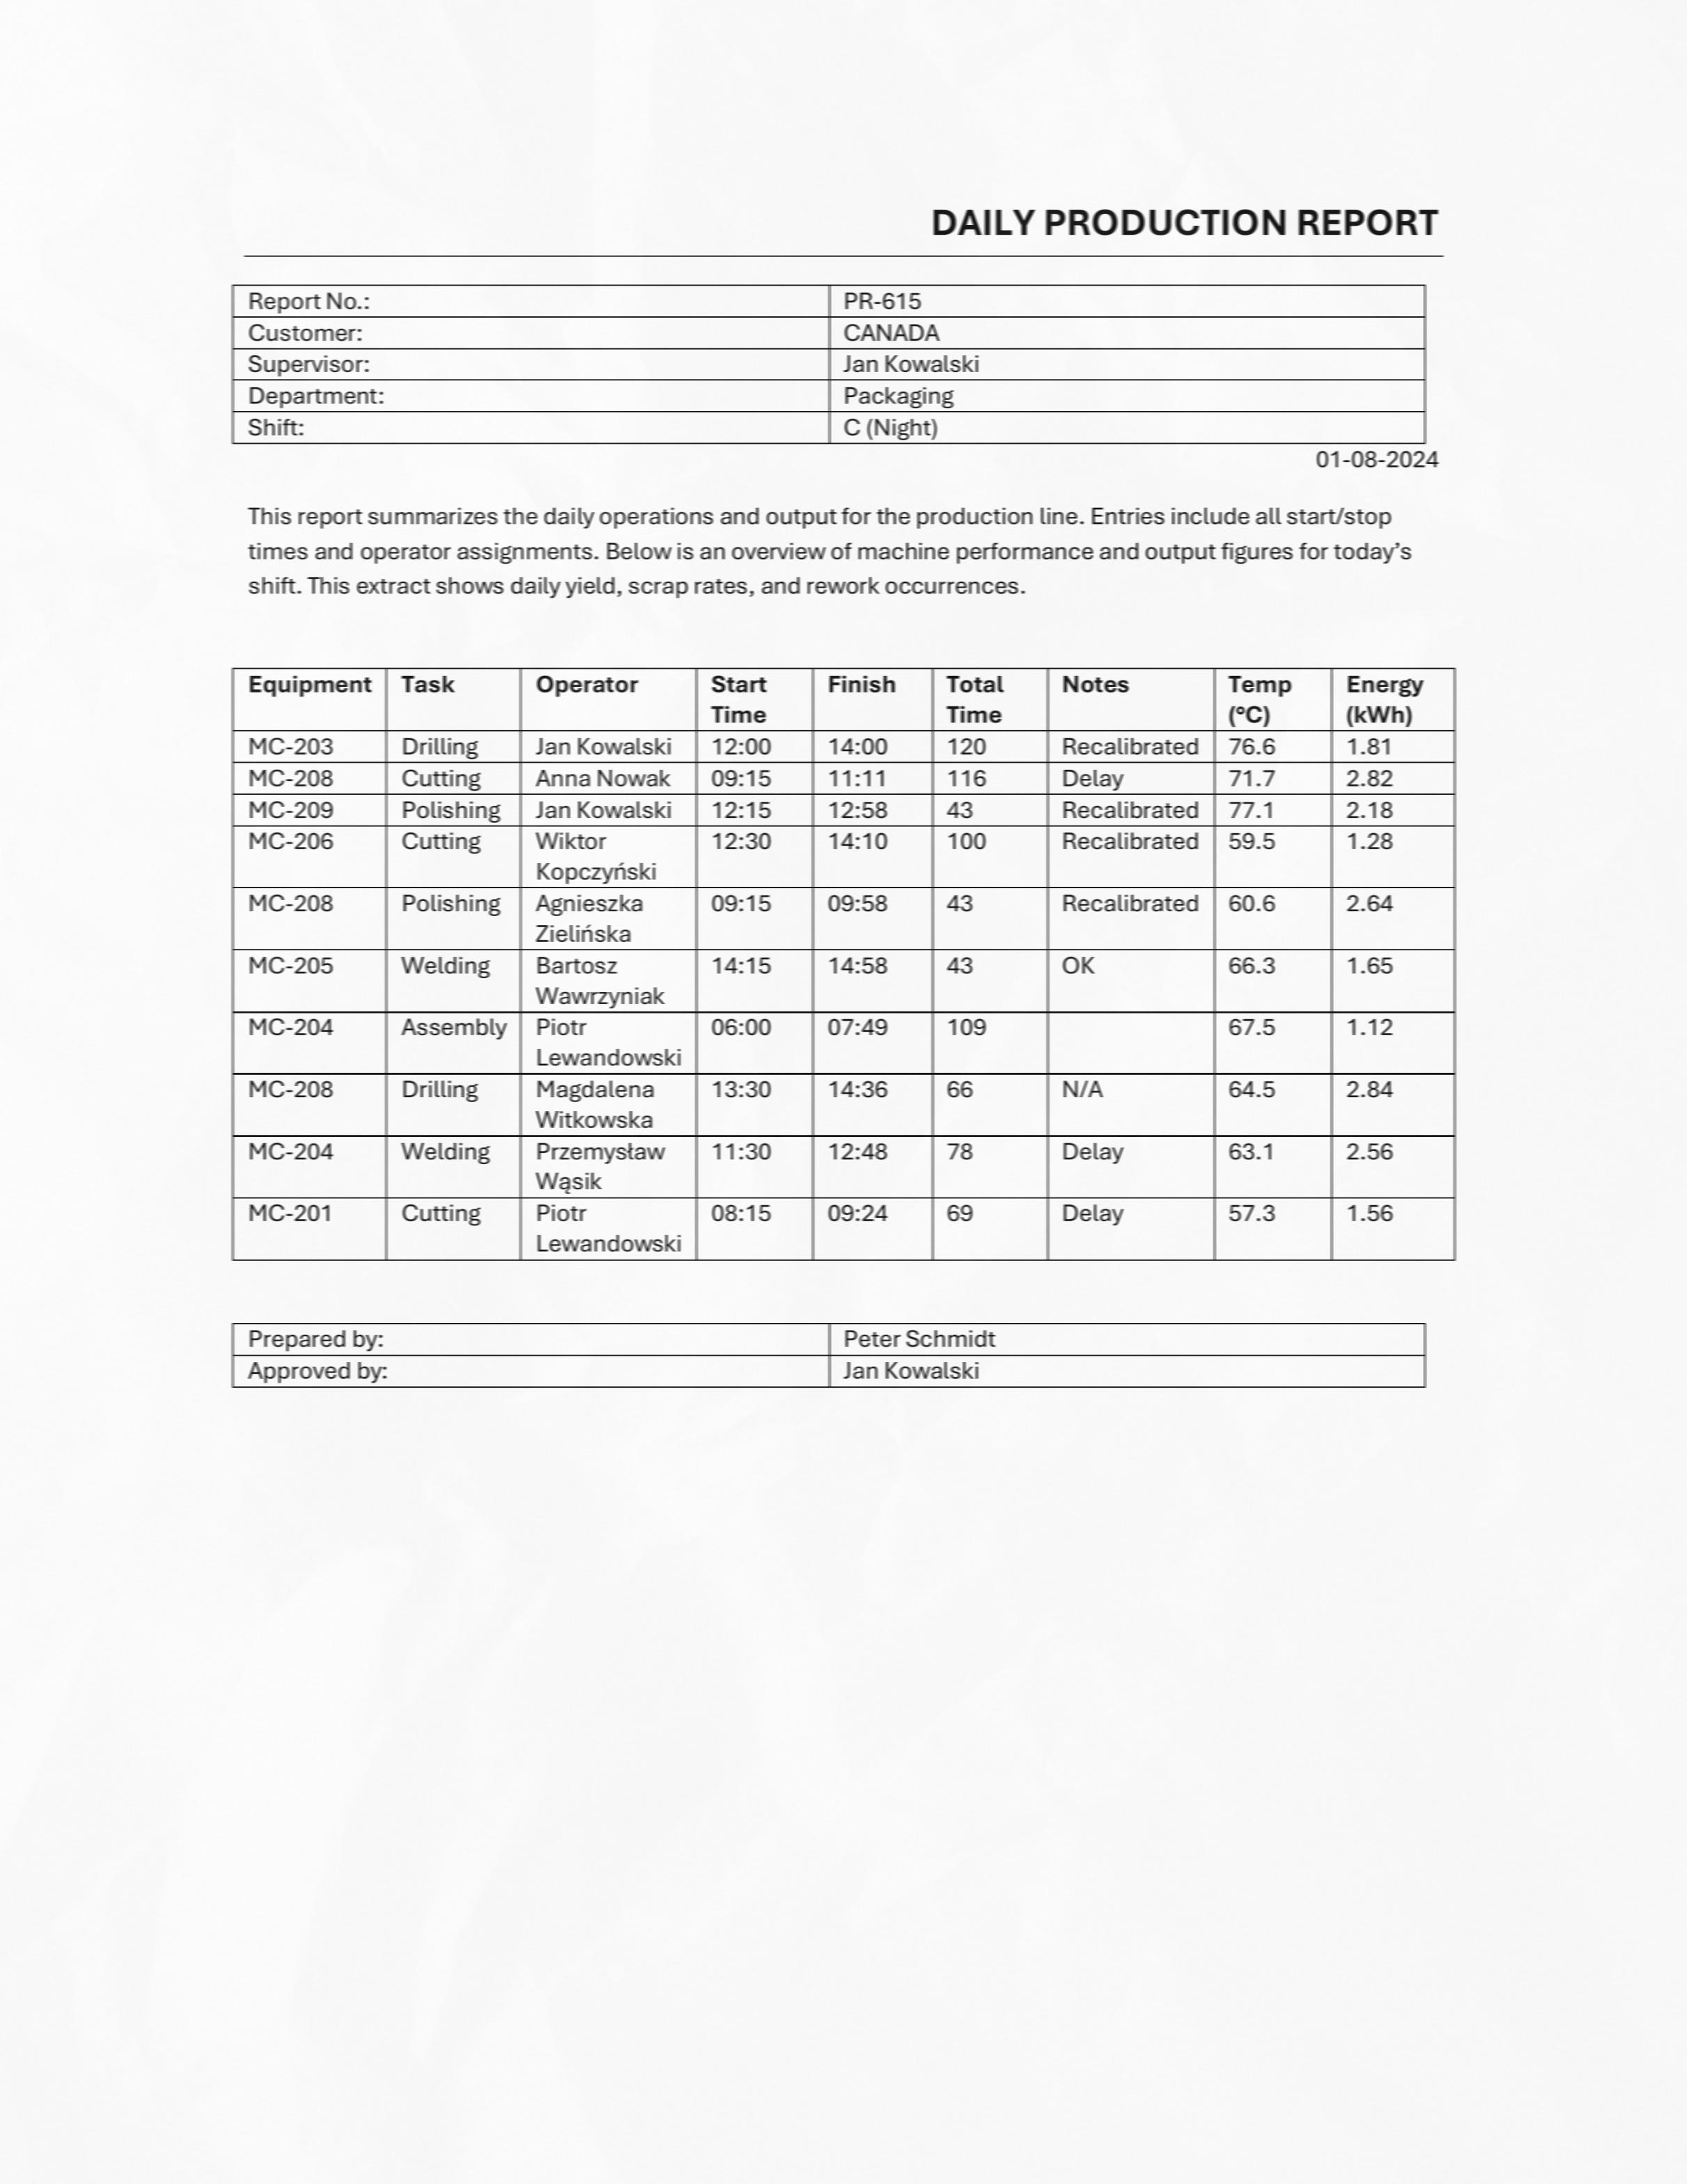 DAILY PRODUCTION REPORT
Report No.: PR-615
Customer: CANADA
Supervisor: Jan Kowalski
Department: Packaging
Shift: C (Night)
01-08-2024
This report summarizes the daily operations and output for the production line. Entries include all start/stop
times and operator assignments. Below is an overview of machine performance and output figures for today’s
shift. This extract shows daily yield, scrap rates, and rework occurrences.
Equipment Task Operator Start Time Finish Total Time Notes Temp (°C) Energy (kWh)
MC-203 Drilling Jan Kowalski 12:00 14:00 120 Recalibrated 76.6 1.81
MC-208 Cutting Anna Nowak 09:15 11:11 116 Delay 71.7 2.82
MC-209 Polishing Jan Kowalski 12:15 12:58 43 Recalibrated 77.1 2.18
MC-206 Cutting Wiktor Kopczyński 12:30 14:10 100 Recalibrated 59.5 1.28
MC-208 Polishing Agnieszka Zielińska 09:15 09:58 43 Recalibrated 60.6 2.64
MC-205 Welding Bartosz Wawrzyniak 14:15 14:58 43 OK 66.3 1.65
MC-204 Assembly Piotr Lewandowski 06:00 07:49 109 67.5 1.12
MC-208 Drilling Magdalena Witkowska 13:30 14:36 66 N/A 64.5 2.84
MC-204 Welding Przemysław Wąsik 11:30 12:48 78 Delay 63.1 2.56
MC-201 Cutting Piotr Lewandowski 08:15 09:24 69 Delay 57.3 1.56
Prepared by: Peter Schmidt
Approved by: Jan Kowalski